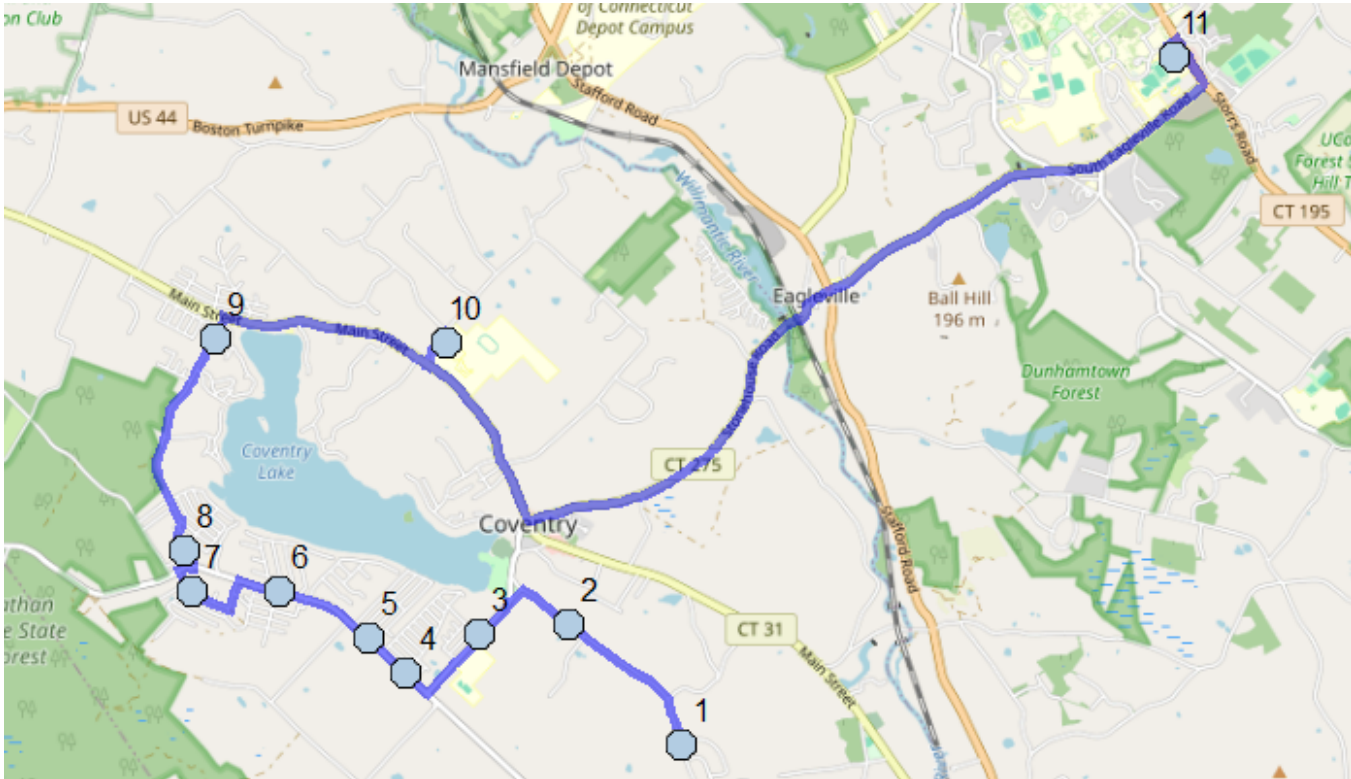 on Club
of Connecticut
Depot Campus
11
Mansfield Depot
Stafford Road
US 44
Boston Turnpike
Storrs Road
South Eagleville Road
Forest
Hill
CT 195
Willimantic River
Main Street
9
Main Street
10
Eagleville
Ball Hill
196 m
Stonehouse Road
Dunhamtown
Forest
Coventry
Lake
CT 275
8
Coventry
Stafford Road
7
6
2
athan
e State
orest
5
3
4
CT 31
Main Street
1